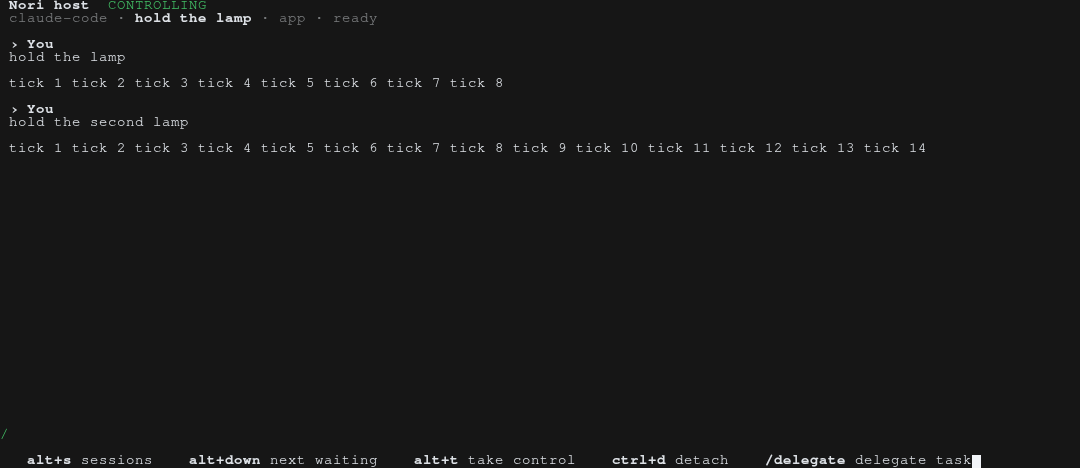 Nori host CONTROLLING
claude-code · hold the lamp · app · ready
› You
hold the lamp
tick 1 tick 2 tick 3 tick 4 tick 5 tick 6 tick 7 tick 8
› You
hold the second lamp
tick 1 tick 2 tick 3 tick 4 tick 5 tick 6 tick 7 tick 8 tick 9 tick 10 tick 11 tick 12 tick 13 tick 14
/
alt+s sessions alt+down next waiting alt+t take control ctrl+d detach /delegate delegate task